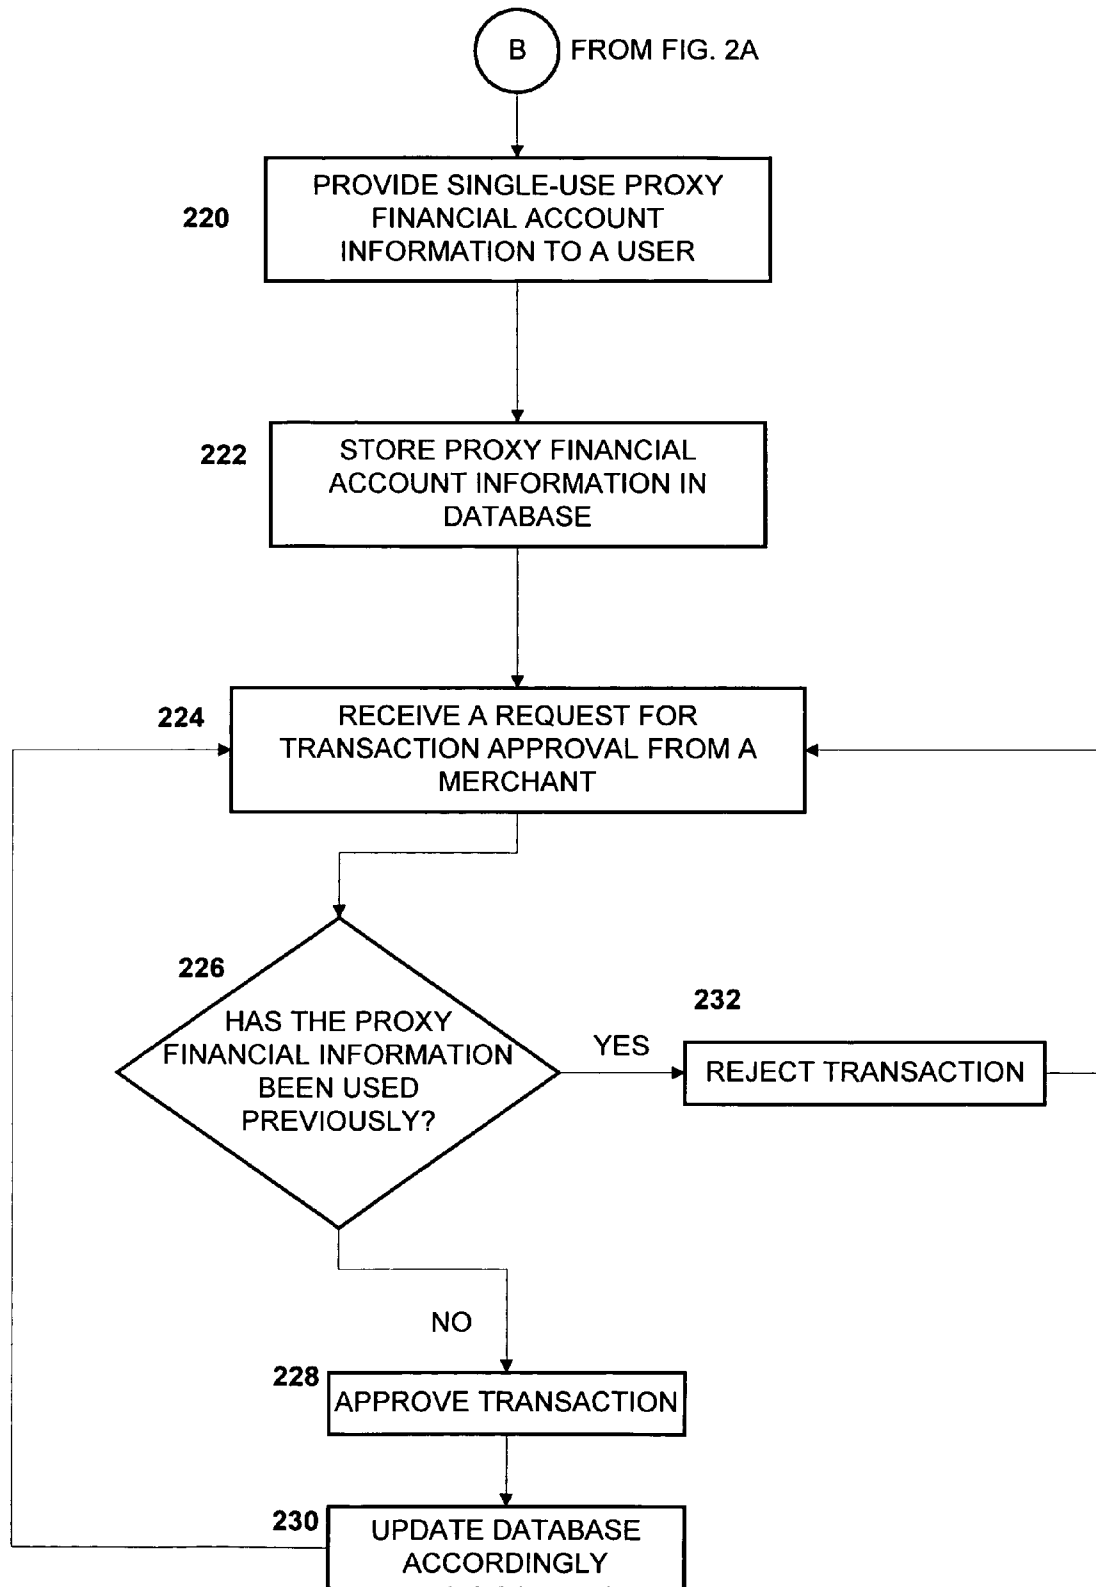 B FROM FIG. 2A
220
PROVIDE SINGLE-USE PROXY
FINANCIAL ACCOUNT
INFORMATION TO A USER
222
STORE PROXY FINANCIAL
ACCOUNT INFORMATION IN
DATABASE
224
RECEIVE A REQUEST FOR
TRANSACTION APPROVAL FROM A
MERCHANT
226
HAS THE PROXY
FINANCIAL INFORMATION
BEEN USED
PREVIOUSLY?
YES
232
REJECT TRANSACTION
NO
228
APPROVE TRANSACTION
230
UPDATE DATABASE
ACCORDINGLY